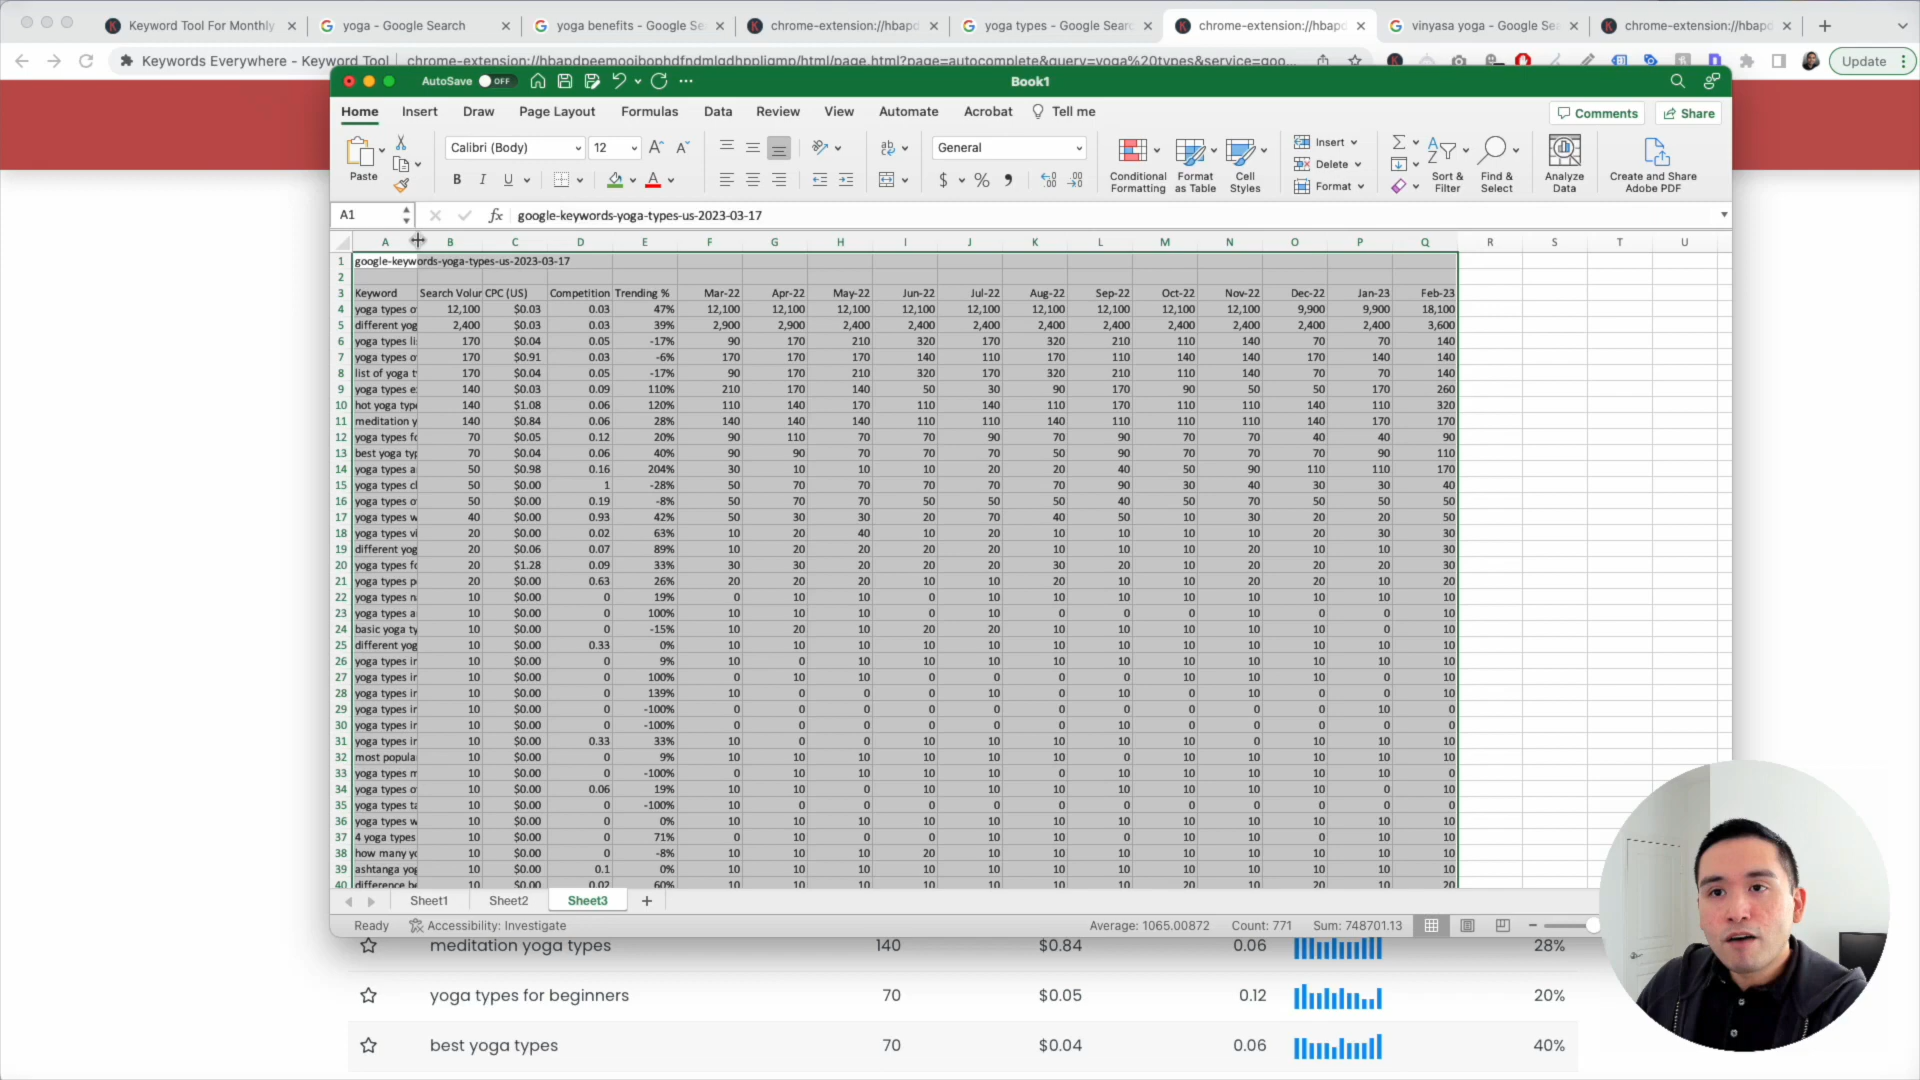 Keyword Tool For Monthly
yoga - Google Search
yoga benefits - Google Se
chrome-extension://hbapd
yoga types - Google Searc
chrome-extension://hbapd
vinyasa yoga - Google Sea
chrome-extension://hbapd
Keywords Everywhere - Keyword Tool
Update
AutoSave OFF
Book1
Home Insert Draw Page Layout Formulas Data Review View Automate Acrobat Tell me
Comments Share
Paste
Calibri (Body) 12
General
Conditional Formatting
Format as Table
Cell Styles
Insert
Delete
Format
Sort & Filter
Find & Select
Analyze Data
Create and Share Adobe PDF
A1 fx google-keywords-yoga-types-us-2023-03-17
A B C D E F G H I J K L M N O P Q R S T U
1 google-keywords-yoga-types-us-2023-03-17
2
3 Keyword Search Volur CPC (US) Competition Trending % Mar-22 Apr-22 May-22 Jun-22 Jul-22 Aug-22 Sep-22 Oct-22 Nov-22 Dec-22 Jan-23 Feb-23
4 yoga types o 12,100 $0.03 0.03 47% 12,100 12,100 12,100 12,100 12,100 12,100 12,100 12,100 12,100 9,900 9,900 18,100
5 different yog 2,400 $0.03 0.03 39% 2,900 2,900 2,400 2,400 2,400 2,400 2,400 2,400 2,400 2,400 2,400 3,600
6 yoga types li 170 $0.04 0.05 -17% 90 170 210 320 170 320 210 110 140 70 70 140
7 yoga types o 170 $0.91 0.03 -6% 170 170 170 140 110 170 110 140 140 170 140 140
8 list of yoga t 170 $0.04 0.05 -17% 90 170 210 320 170 320 210 110 140 70 70 140
9 yoga types e 140 $0.03 0.09 110% 210 170 140 50 30 90 170 90 50 50 170 260
10 hot yoga type 140 $1.08 0.06 120% 110 140 170 110 140 110 170 110 110 140 110 320
11 meditation y 140 $0.84 0.06 28% 140 140 140 110 110 140 110 110 110 140 170 170
12 yoga types fo 70 $0.05 0.12 20% 90 110 70 70 90 70 90 70 70 40 40 90
13 best yoga typ 70 $0.04 0.06 40% 90 90 70 70 70 50 90 70 70 70 90 110
14 yoga types a 50 $0.98 0.16 204% 30 10 10 10 20 20 40 50 90 110 110 170
15 yoga types cl 50 $0.00 1 -28% 50 70 70 70 70 70 90 30 40 30 30 40
16 yoga types o 50 $0.00 0.19 -8% 50 70 70 50 50 50 40 50 50 50 50 50
17 yoga types w 40 $0.00 0.93 42% 50 30 30 20 70 40 50 10 30 20 20 50
18 yoga types vi 20 $0.00 0.02 63% 10 20 40 10 20 10 10 10 10 20 30 30
19 different yog 20 $0.06 0.07 89% 10 20 20 20 20 10 10 10 20 10 10 30
20 yoga types fo 20 $1.28 0.09 33% 30 30 20 20 20 30 20 10 20 20 20 30
21 yoga types p 20 $0.00 0.63 26% 20 20 20 10 10 20 20 10 20 20 10 20
22 yoga types n 10 $0.00 0 19% 0 10 10 0 10 10 10 10 0 10 10 10
23 yoga types a 10 $0.00 0 100% 10 10 10 0 10 0 0 0 0 0 0 10
24 basic yoga ty 10 $0.00 0 -15% 10 20 10 20 20 10 10 10 10 10 10 10
25 different yog 10 $0.00 0.33 0% 10 10 10 10 10 10 10 10 10 10 0 10
26 yoga types ir 10 $0.00 0 9% 10 0 10 10 10 10 10 10 10 10 10 10
27 yoga types ir 10 $0.00 0 100% 0 10 10 0 0 0 10 0 10 0 0 10
28 yoga types ir 10 $0.00 0 139% 10 0 0 0 10 0 10 10 0 0 0 10
29 yoga types ir 10 $0.00 0 -100% 0 0 0 0 0 0 0 0 0 0 10 0
30 yoga types ir 10 $0.00 0 -100% 0 0 0 0 0 0 10 0 0 0 0 0
31 yoga types ir 10 $0.00 0.33 33% 10 0 0 10 10 10 10 10 0 10 10 10
32 most popula 10 $0.00 0 9% 10 10 10 10 10 10 10 0 10 10 10 10
33 yoga types m 10 $0.00 0 -100% 0 10 10 10 10 0 10 10 10 10 10 0
34 yoga types o 10 $0.00 0.06 19% 10 10 10 0 10 10 10 10 10 0 0 10
35 yoga types ta 10 $0.00 0 -100% 0 10 0 0 0 0 0 0 0 0 0 0
36 yoga types w 10 $0.00 0 0% 10 10 10 10 10 10 10 10 10 10 10 10
37 4 yoga types 10 $0.00 0 71% 0 10 0 0 10 10 0 10 0 0 10 10
38 how many yo 10 $0.00 0 -8% 10 10 10 20 10 10 10 10 10 10 10 10
39 ashtanga yog 10 $0.00 0.1 0% 10 10 10 10 10 10 10 10 10 10 10 10
40 difference be 10 $0.00 0.02 60% 10 10 10 10 10 10 10 20 10 10 20 20
Sheet1 Sheet2 Sheet3 +
Ready Accessibility: Investigate Average: 1065.00872 Count: 771 Sum: 748701.13
meditation yoga types 140 $0.84 0.06 28%
yoga types for beginners 70 $0.05 0.12 20%
best yoga types 70 $0.04 0.06 40%